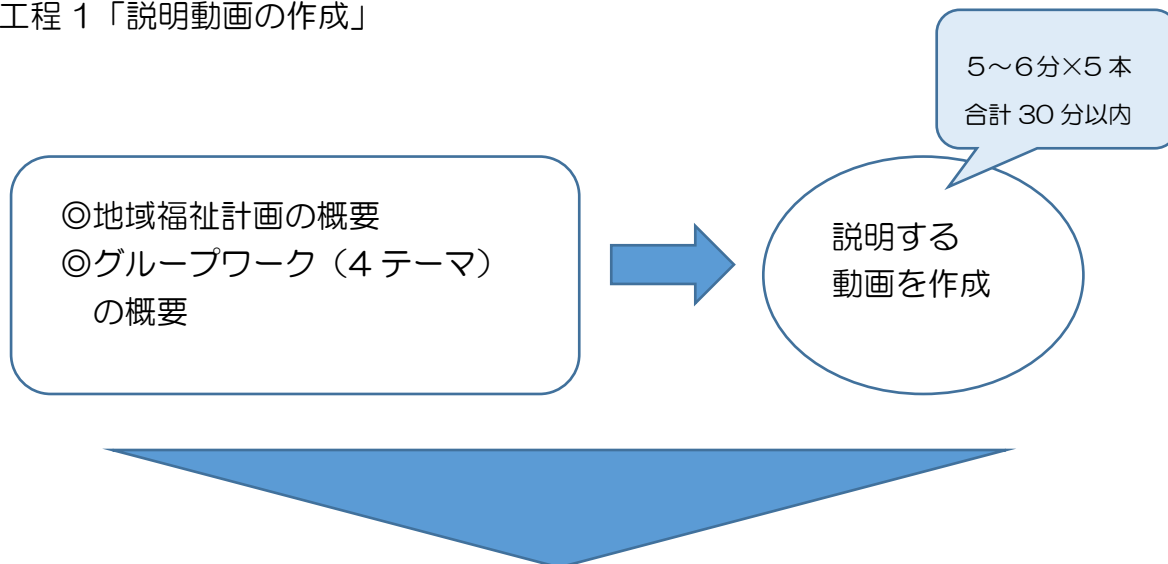 工程 1「説明動画の作成」
5～6分×5 本
合計 30 分以内
◎地域福祉計画の概要
◎グループワーク（4 テーマ）
の概要
説明する
動画を作成